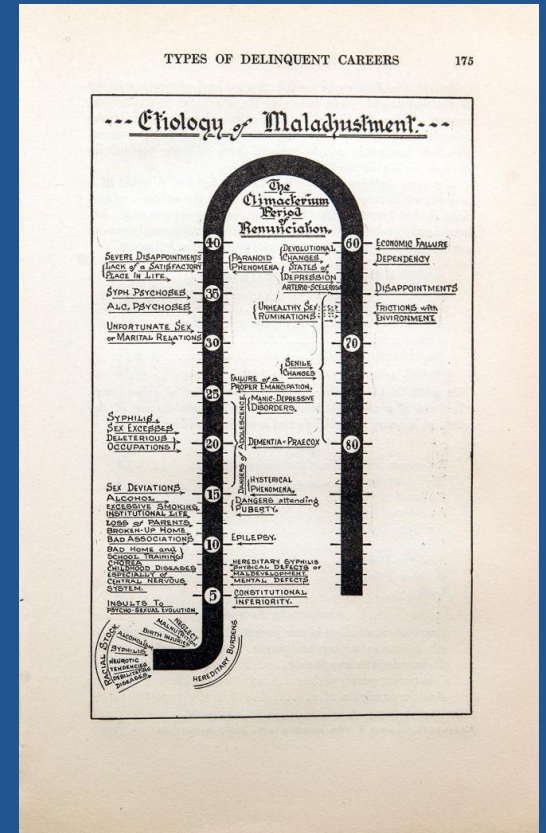 TYPES OF DELINQUENT CAREERS 175
--- Etiology of Maladjustment.---
The
Climacterium
Period
of
Renunciation.
40
SEVERE DISAPPOINTMENTS
LACK of a SATISFACTORY
PLACE IN LIFE.
PARANOID
PHENOMENA
35
SYPH. PSYCHOSES
ALC. PSYCHOSES
UNFORTUNATE SEX
or MARITAL RELATIONS
30
25
FAILURE of a
PROPER EMANCIPATION.
MANIC-DEPRESSIVE
DISORDERS.
DANGERS of ADOLESCENCE
SYPHILIS,
SEX EXCESSES
DELETERIOUS
OCCUPATIONS
20
DEMENTIA-PRAECOX
HYSTERICAL
PHENOMENA.
SEX DEVIATIONS
15
ALCOHOL
EXCESSIVE SMOKING
INSTITUTIONAL LIFE
LOSS of PARENTS
BROKEN-UP HOME
BAD ASSOCIATIONS
DANGERS attending
PUBERTY.
10
EPILEPSY.
BAD HOME and
SCHOOL TRAINING
CHOREA
CHILDHOOD DISEASES
ESPECIALLY of
CENTRAL NERVOUS
SYSTEM.
HEREDITARY SYPHILIS
PHYSICAL DEFECTS or
MALDEVELOPMENT
MENTAL DEFECTS
5
CONSTITUTIONAL
INFERIORITY.
INSULTS TO
PSYCHO-SEXUAL EVOLUTION.
NEGLECT
MALNUTRITION
BIRTH INJURIES
ALCOHOLISM
SYPHILIS
NEUROTIC
TENDENCIES
DEBILITATING
DISEASES
RACIAL STOCK
HEREDITARY BURDENS
60
DEVOLUTIONAL
CHANGES
STATES of
DEPRESSION
ARTERIO-SCLEROSIS
ECONOMIC FAILURE
DEPENDENCY
DISAPPOINTMENTS
UNHEALTHY SEX
RUMINATIONS
FRICTIONS with
ENVIRONMENT
70
SENILE
CHANGES
80